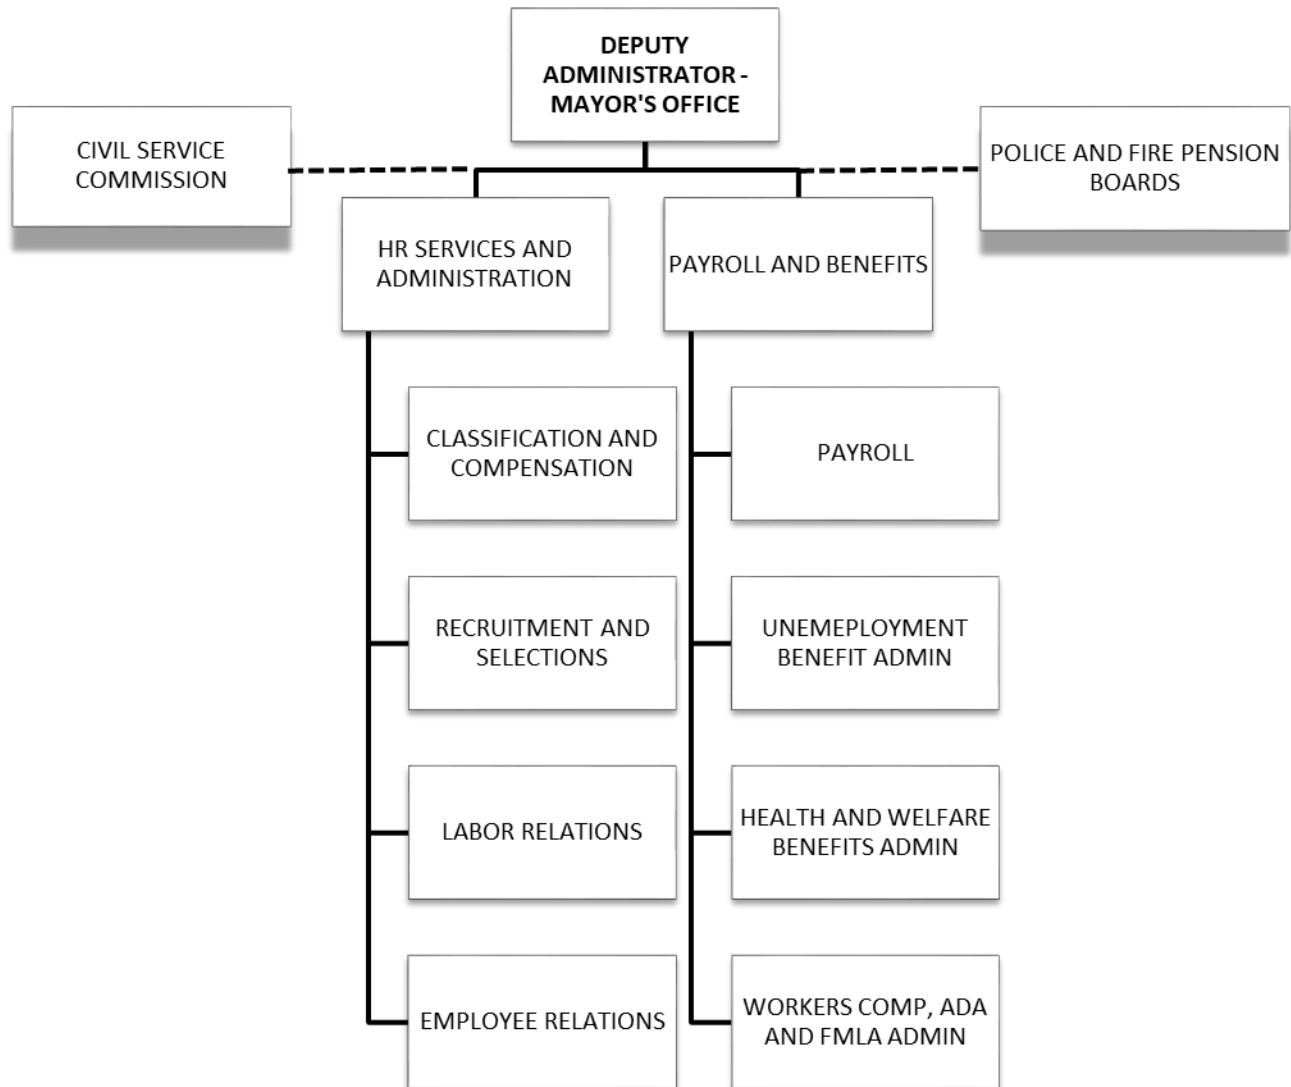 DEPUTY
ADMINISTRATOR -
MAYOR'S OFFICE
CIVIL SERVICE
COMMISSION
POLICE AND FIRE PENSION
BOARDS
HR SERVICES AND
ADMINISTRATION
PAYROLL AND BENEFITS
CLASSIFICATION AND
COMPENSATION
PAYROLL
RECRUITMENT AND
SELECTIONS
UNEMEPLOYMENT
BENEFIT ADMIN
LABOR RELATIONS
HEALTH AND WELFARE
BENEFITS ADMIN
EMPLOYEE RELATIONS
WORKERS COMP, ADA
AND FMLA ADMIN